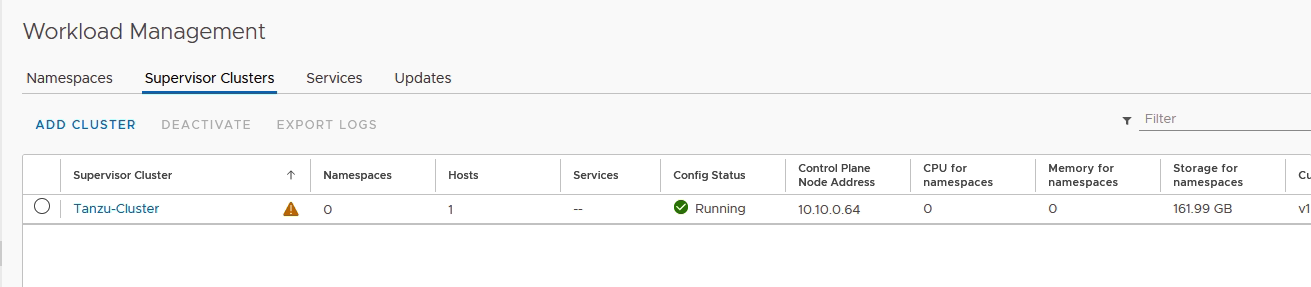 Workload Management
Namespaces Supervisor Clusters Services Updates
ADD CLUSTER DEACTIVATE EXPORT LOGS Filter
Supervisor Cluster Namespaces Hosts Services Config Status Control Plane Node Address CPU for namespaces Memory for namespaces Storage for namespaces Cu
Tanzu-Cluster 0 1 -- Running 10.10.0.64 0 0 161.99 GB v1